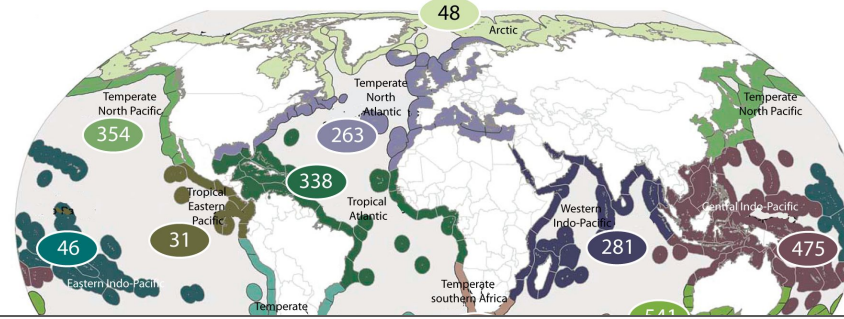 48
Arctic
Temperate
North Pacific
354
Temperate
North
Atlantic
263
Temperate
North Pacific
338
Tropical
Eastern
Pacific
31
Tropical
Atlantic
Western
Indo-Pacific
281
Central Indo-Pacific
475
46
Eastern Indo-Pacific
Temperate
Temperate
southern Africa
541